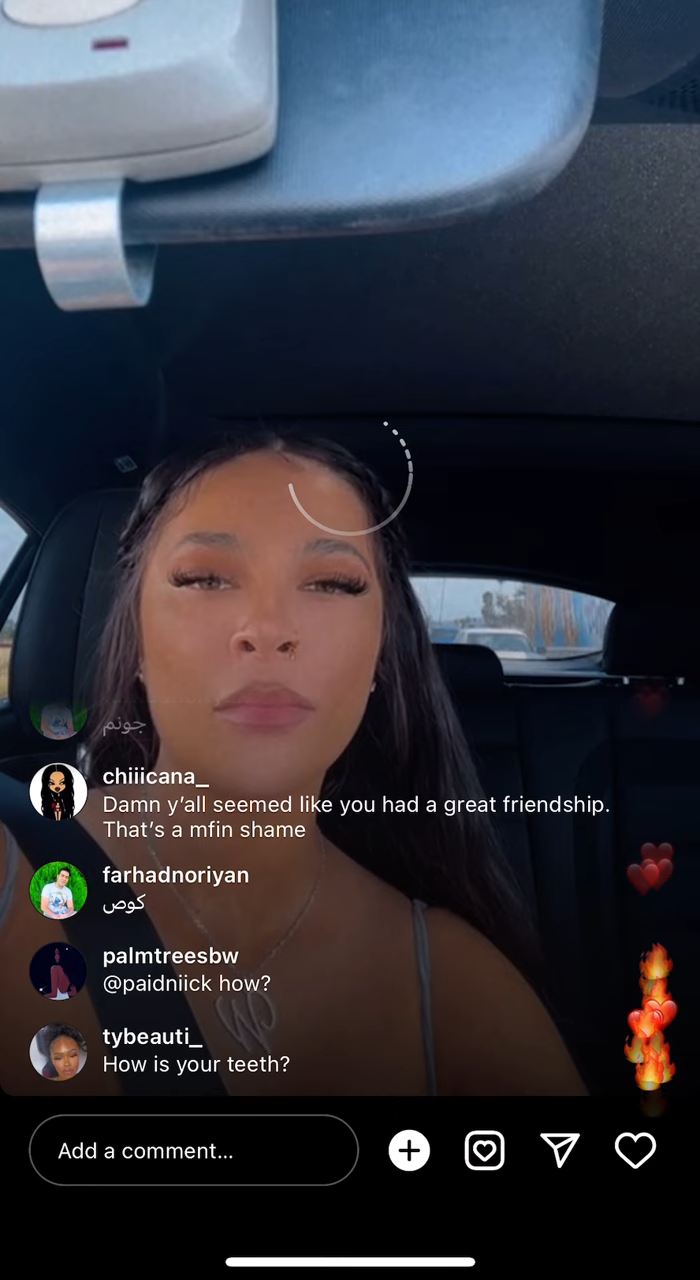 جونم
chiiicana_
Damn y’all seemed like you had a great friendship.
That’s a mfin shame
farhadnoriyan
کوص
palmtreesbw
@paidniick how?
tybeauti_
How is your teeth?
Add a comment...